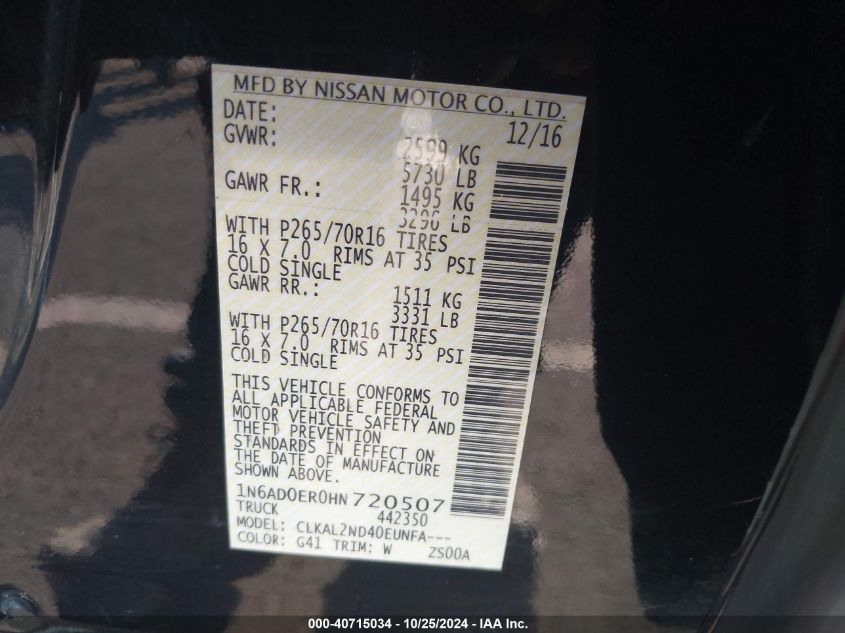 MFD BY NISSAN MOTOR CO., LTD.
DATE: 12/16
GVWR: 2599 KG
5730 LB
GAWR FR.: 1495 KG
3296 LB
WITH P265/70R16 TIRES
16 X 7.0 RIMS AT 35 PSI
COLD SINGLE
GAWR RR.: 1511 KG
3331 LB
WITH P265/70R16 TIRES
16 X 7.0 RIMS AT 35 PSI
COLD SINGLE
THIS VEHICLE CONFORMS TO
ALL APPLICABLE FEDERAL
MOTOR VEHICLE SAFETY AND
THEFT PREVENTION
STANDARDS IN EFFECT ON
THE DATE OF MANUFACTURE
SHOWN ABOVE.
1N6AD0ER0HN720507
TRUCK 442350
MODEL: CLKAL2ND40EUNFA---
COLOR: G41 TRIM: W ZS00A
000-40715034 - 10/25/2024 - IAA Inc.